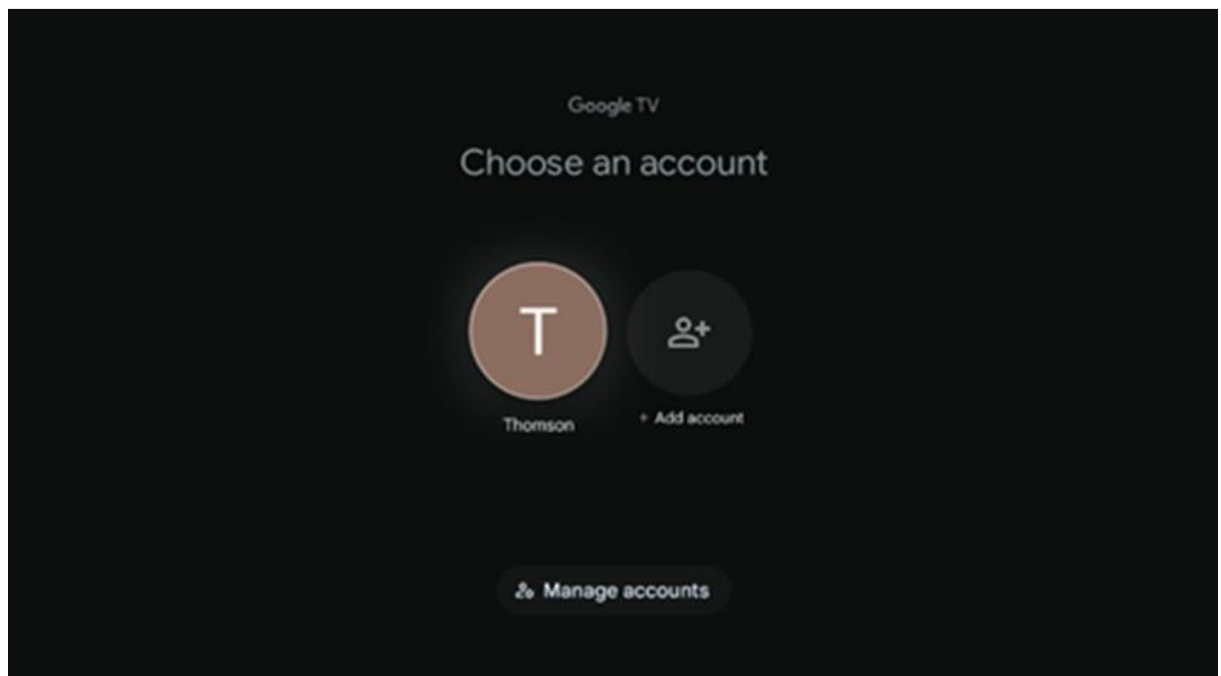 Google TV
Choose an account
T
Thomson
+ Add account
Manage accounts